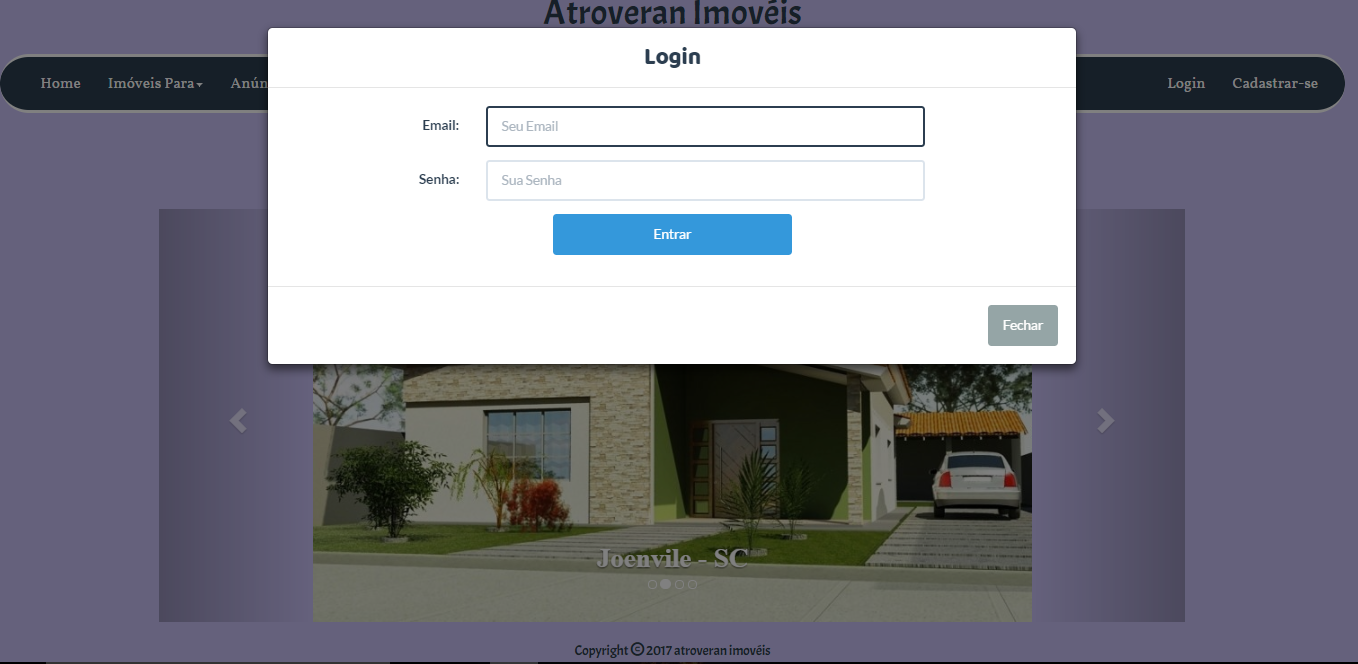 Atroveran Imovéis
Login
Home Imóveis Para Anún Login Cadastrar-se
Email: Seu Email
Senha: Sua Senha
Entrar
Fechar
Joenvile - SC
Copyright © 2017 atroveran imovéis